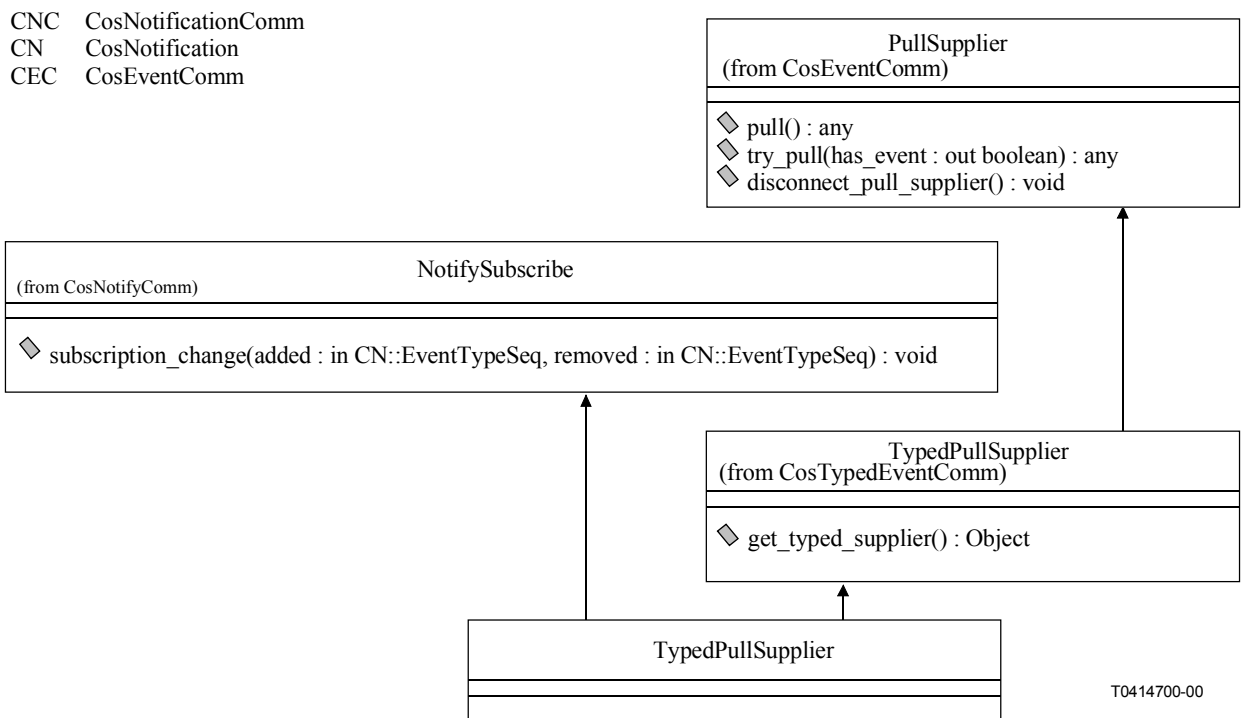 CNC CosNotificationComm
CN CosNotification
CEC CosEventComm
PullSupplier
(from CosEventComm)
pull() : any
try_pull(has_event : out boolean) : any
disconnect_pull_supplier() : void
NotifySubscribe
(from CosNotifyComm)
subscription_change(added : in CN::EventTypeSeq, removed : in CN::EventTypeSeq) : void
TypedPullSupplier
(from CosTypedEventComm)
get_typed_supplier() : Object
TypedPullSupplier
T0414700-00